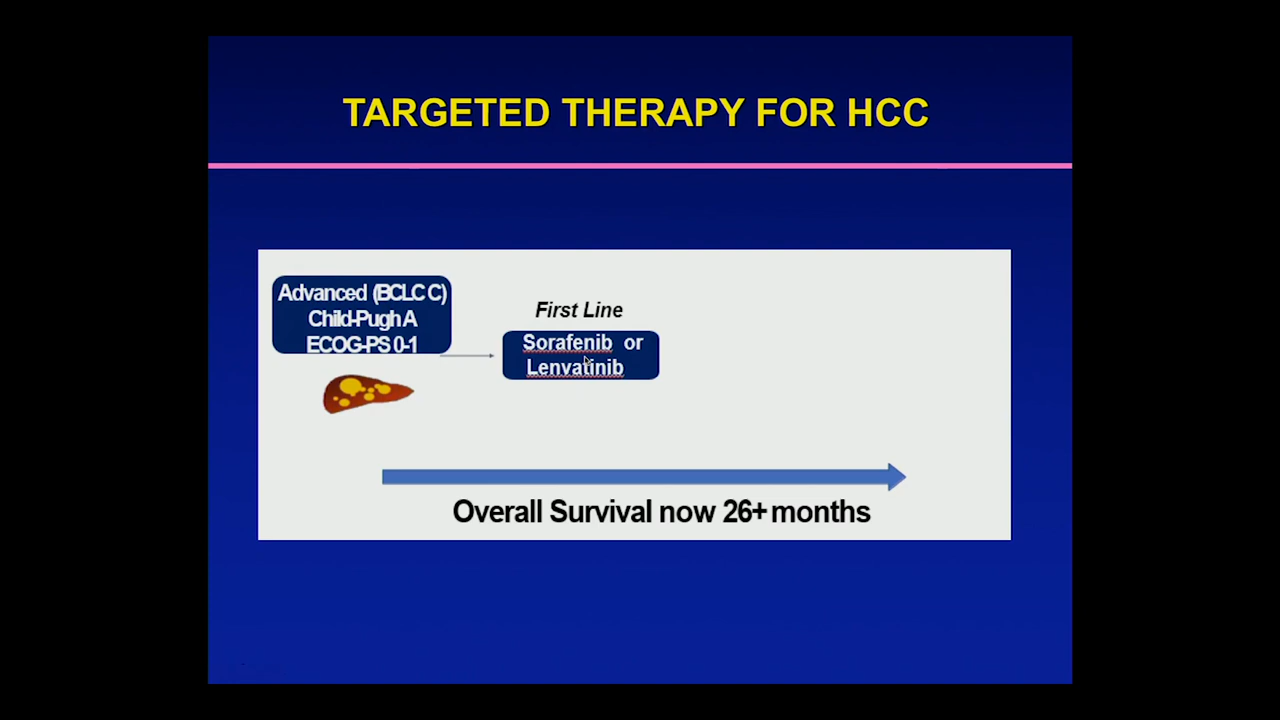 TARGETED THERAPY FOR HCC
Advanced (BCLC C)
Child-Pugh A
ECOG-PS 0-1
First Line
Sorafenib or
Lenvatinib
Overall Survival now 26+ months